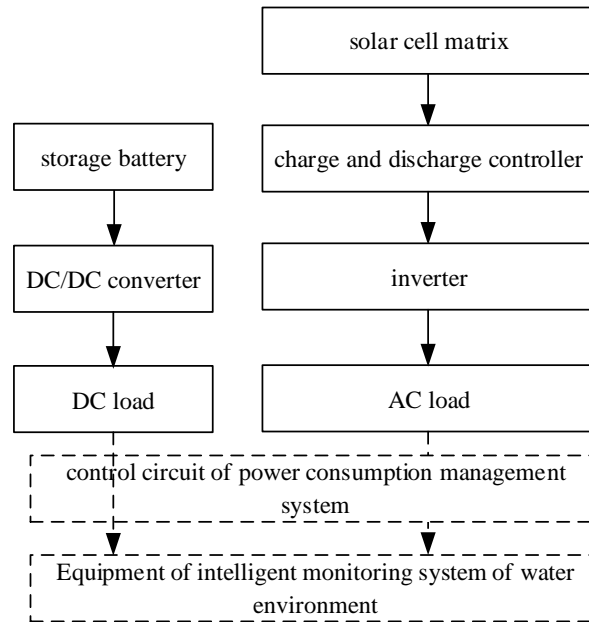 solar cell matrix
storage battery
charge and discharge controller
DC/DC converter
inverter
DC load
AC load
control circuit of power consumption management
system
Equipment of intelligent monitoring system of water
environment